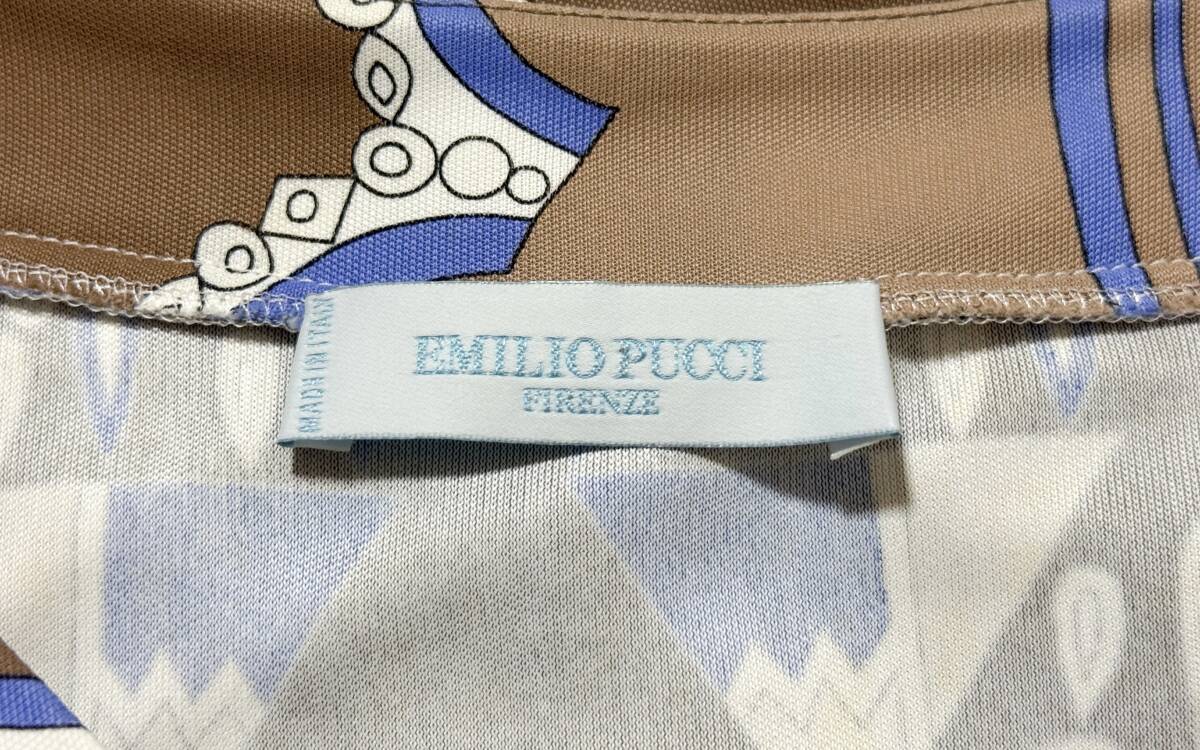 EMILIO PUCCI
FIRENZE
MADE IN ITALY